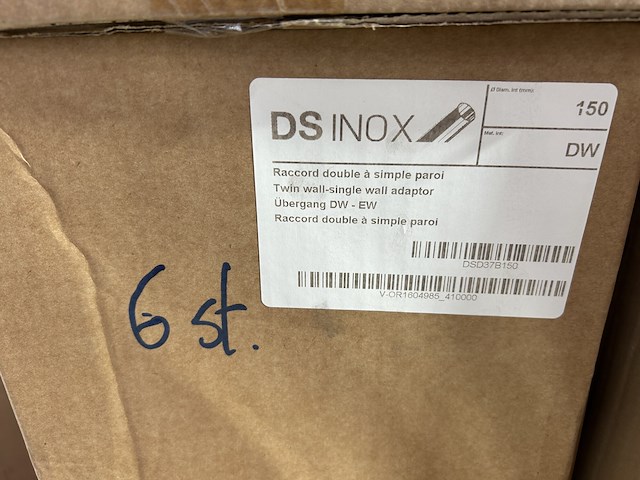 DS INOX
Ø Diam. int (mm):
150
Mat. int:
DW
Raccord double à simple paroi
Twin wall-single wall adaptor
Übergang DW - EW
Raccord double à simple paroi
DSD37B150
V-OR1604985_410000
6 st.